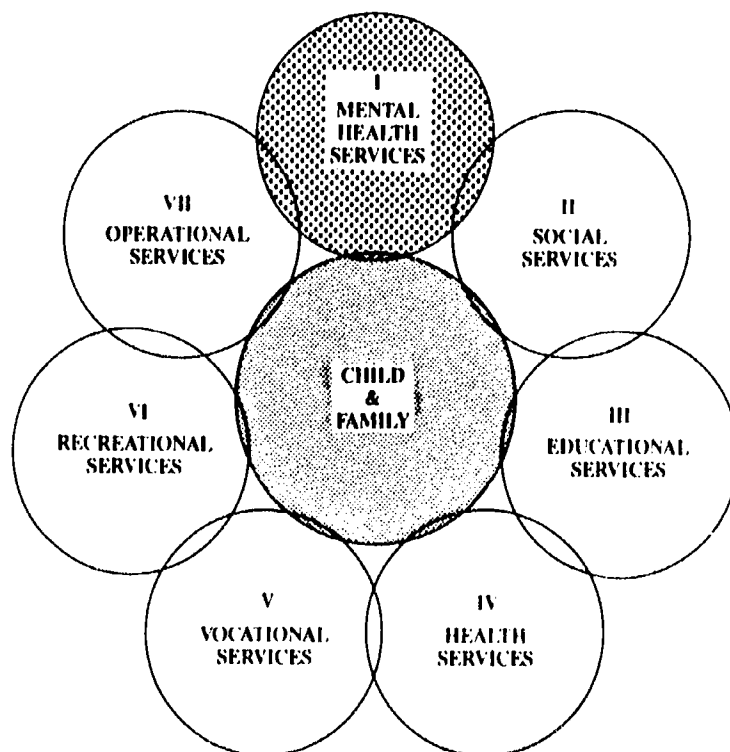 I
MENTAL
HEALTH
SERVICES
II
SOCIAL
SERVICES
III
EDUCATIONAL
SERVICES
IV
HEALTH
SERVICES
V
VOCATIONAL
SERVICES
VI
RECREATIONAL
SERVICES
VII
OPERATIONAL
SERVICES
CHILD
&
FAMILY